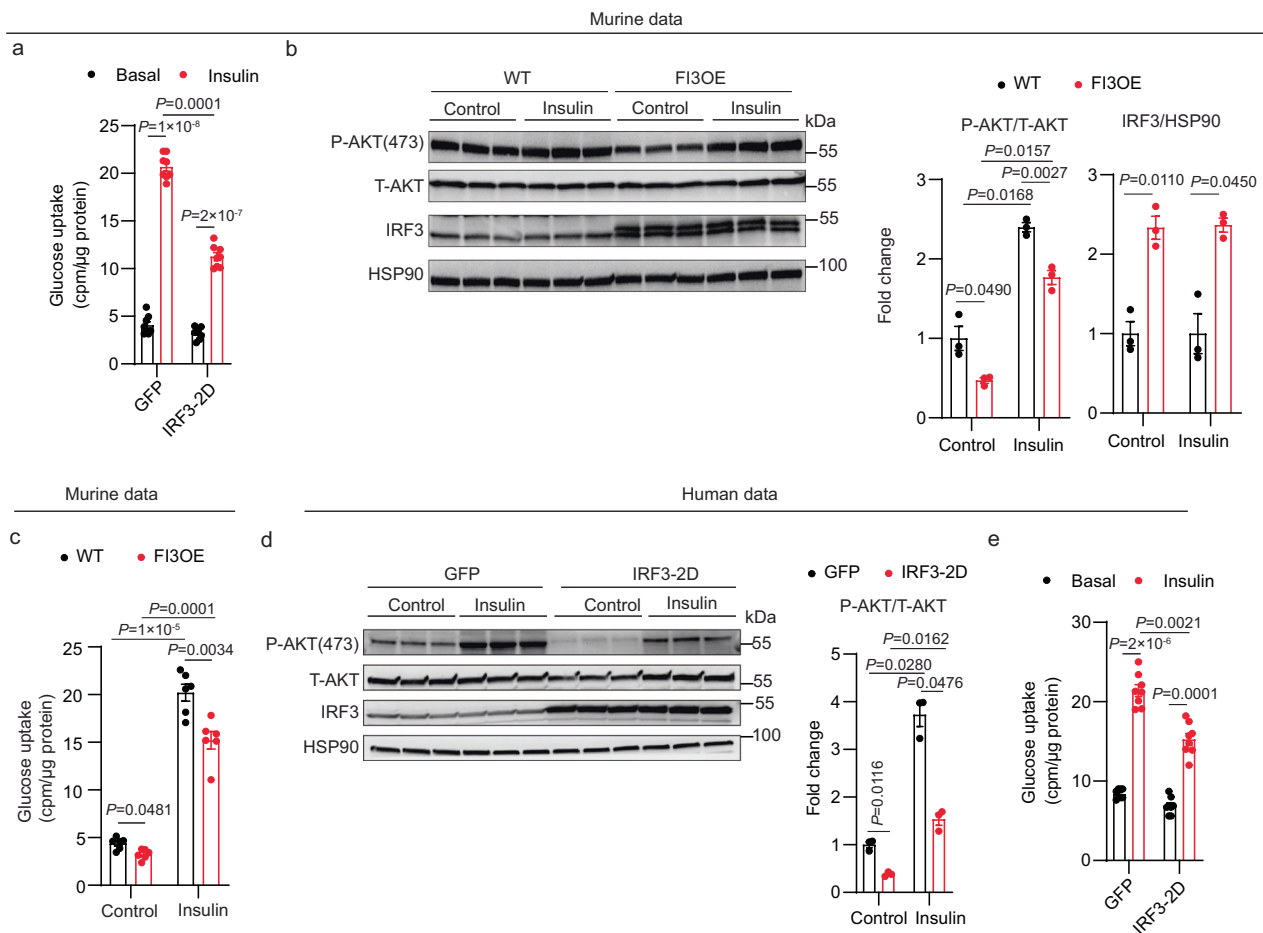 Murine data
a
Basal Insulin
P=0.0001
P=1×10-8
P=2×10-7
Glucose uptake
(cpm/µg protein)
25
20
15
10
5
0
GFP
IRF3-2D
b
WT FI3OE
Control Insulin Control Insulin
kDa
P-AKT(473)
55
T-AKT
55
IRF3
55
HSP90
100
WT FI3OE
P-AKT/T-AKT
P=0.0157
P=0.0027
P=0.0168
P=0.0490
Fold change
3
2
1
0
Control Insulin
IRF3/HSP90
P=0.0110 P=0.0450
3
2
1
0
Control Insulin
Murine data
c
WT FI3OE
P=0.0001
P=1×10-5
P=0.0034
P=0.0481
Glucose uptake
(cpm/µg protein)
25
20
15
10
5
0
Control Insulin
Human data
d
GFP IRF3-2D
Control Insulin Control Insulin
kDa
P-AKT(473)
55
T-AKT
55
IRF3
55
HSP90
100
GFP IRF3-2D
P-AKT/T-AKT
P=0.0162
P=0.0280
P=0.0476
P=0.0116
Fold change
6
4
2
0
Control Insulin
e
Basal Insulin
P=0.0021
P=2×10-6
P=0.0001
Glucose uptake
(cpm/µg protein)
30
20
10
0
GFP
IRF3-2D